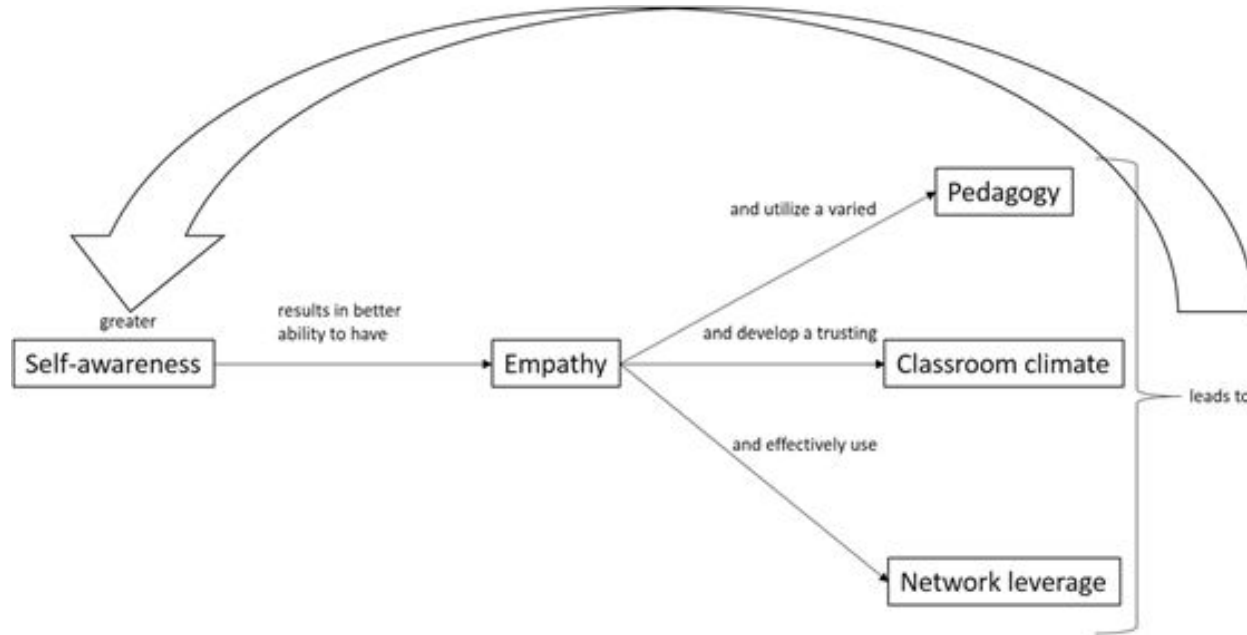 Pedagogy
and utilize a varied
greater
results in better
ability to have
and develop a trusting
Self-awareness
Empathy
Classroom climate
leads to
and effectively use
Network leverage